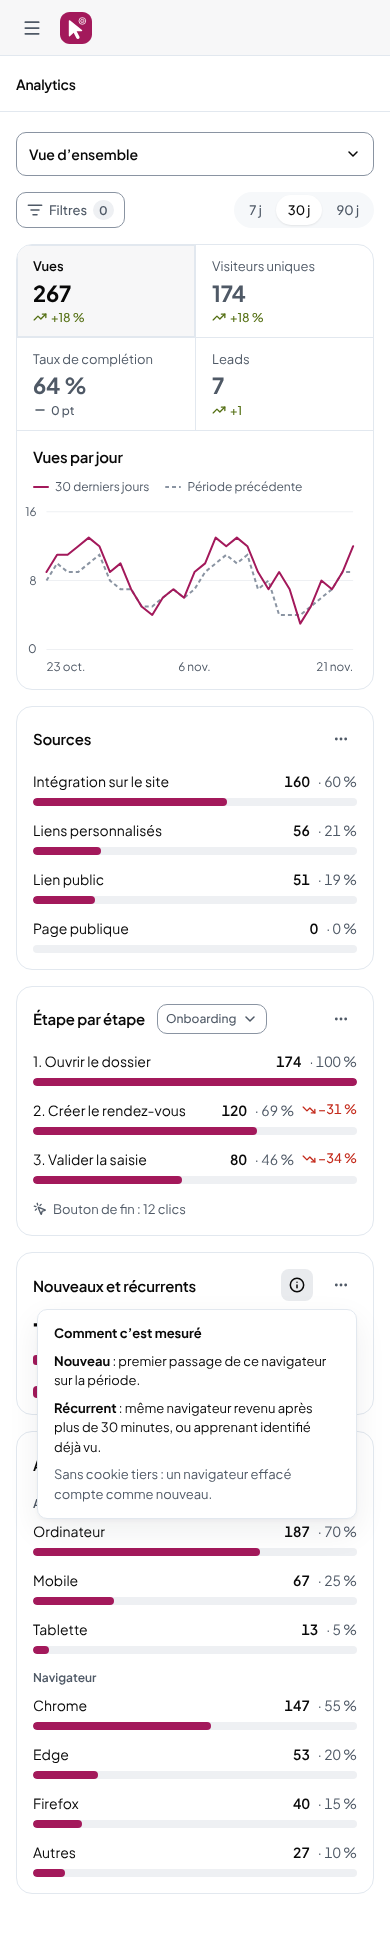 Analytics
Vue d’ensemble
Filtres 0
7 j 30 j 90 j
Vues
267
+18 %
Visiteurs uniques
174
+18 %
Taux de complétion
64 %
0 pt
Leads
7
+1
Vues par jour
30 derniers jours Période précédente
16
8
0
23 oct. 6 nov. 21 nov.
Sources
Intégration sur le site 160 · 60 %
Liens personnalisés 56 · 21 %
Lien public 51 · 19 %
Page publique 0 · 0 %
Étape par étape Onboarding
1. Ouvrir le dossier 174 · 100 %
2. Créer le rendez-vous 120 · 69 % −31 %
3. Valider la saisie 80 · 46 % −34 %
Bouton de fin : 12 clics
Nouveaux et récurrents
Comment c’est mesuré
Nouveau : premier passage de ce navigateur
sur la période.
Récurrent : même navigateur revenu après
plus de 30 minutes, ou apprenant identifié
déjà vu.
Sans cookie tiers : un navigateur effacé
compte comme nouveau.
Ordinateur 187 · 70 %
Mobile 67 · 25 %
Tablette 13 · 5 %
Navigateur
Chrome 147 · 55 %
Edge 53 · 20 %
Firefox 40 · 15 %
Autres 27 · 10 %